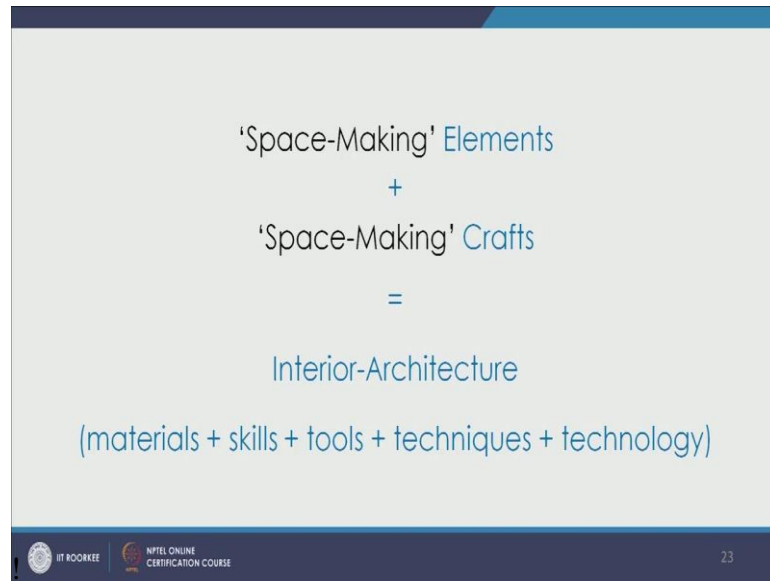 ‘Space-Making’ Elements
+
‘Space-Making’ Crafts
=
Interior-Architecture
(materials + skills + tools + techniques + technology)
!
IIT ROORKEE
NPTEL ONLINE
CERTIFICATION COURSE
23